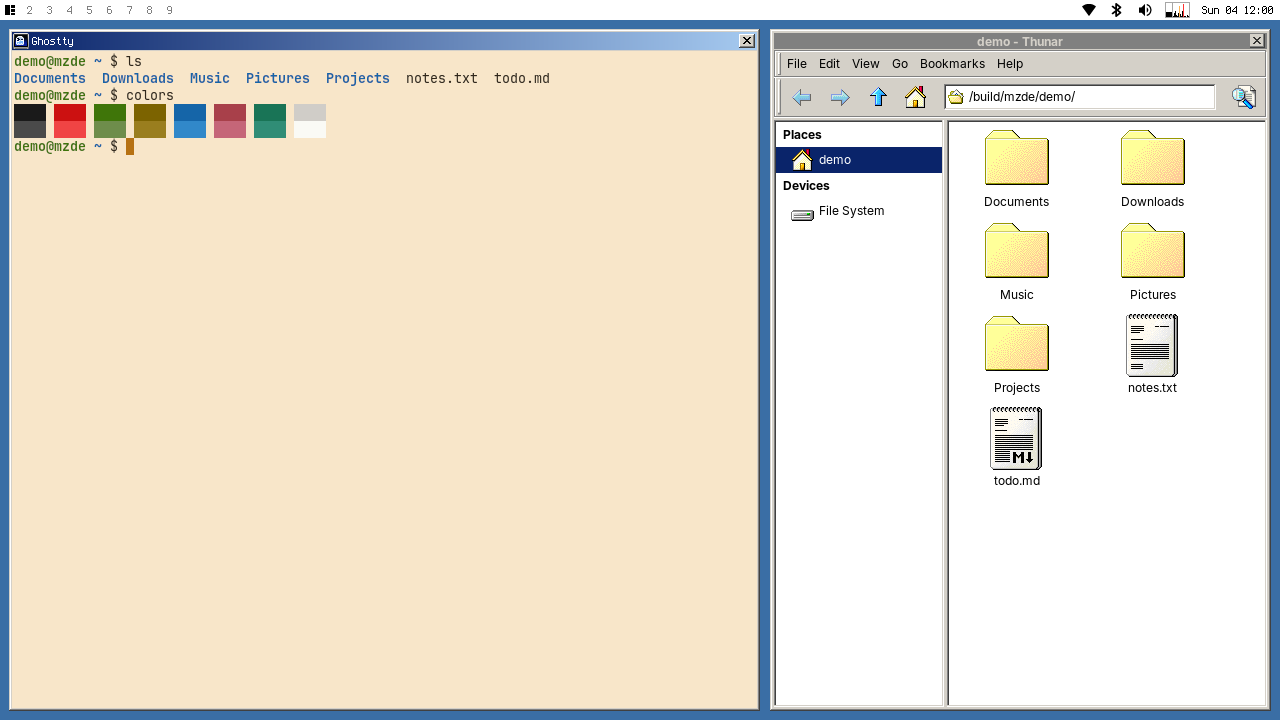 2 3 4 5 6 7 8 9 Sun 04 12:00
Ghostty
demo@mzde ~ $ ls
Documents Downloads Music Pictures Projects notes.txt todo.md
demo@mzde ~ $ colors
demo@mzde ~ $
demo - Thunar
File Edit View Go Bookmarks Help
/build/mzde/demo/
Places
demo
Devices
File System
Documents Downloads
Music Pictures
Projects notes.txt
M↓
todo.md